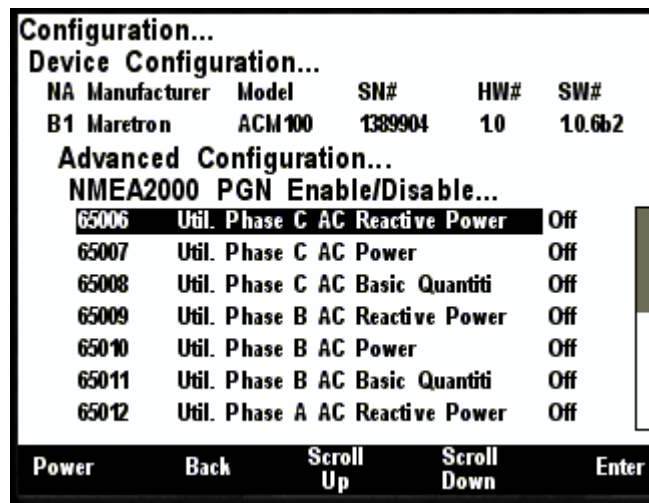 Configuration...
Device Configuration...
NA Manufacturer Model SN# HW# SW#
B1 Maretron ACM100 1389904 1.0 1.0.6b2
Advanced Configuration...
NMEA2000 PGN Enable/Disable...
65006 Util. Phase C AC Reactive Power Off
65007 Util. Phase C AC Power Off
65008 Util. Phase C AC Basic Quantiti Off
65009 Util. Phase B AC Reactive Power Off
65010 Util. Phase B AC Power Off
65011 Util. Phase B AC Basic Quantiti Off
65012 Util. Phase A AC Reactive Power Off
Power Back Scroll Up Scroll Down Enter